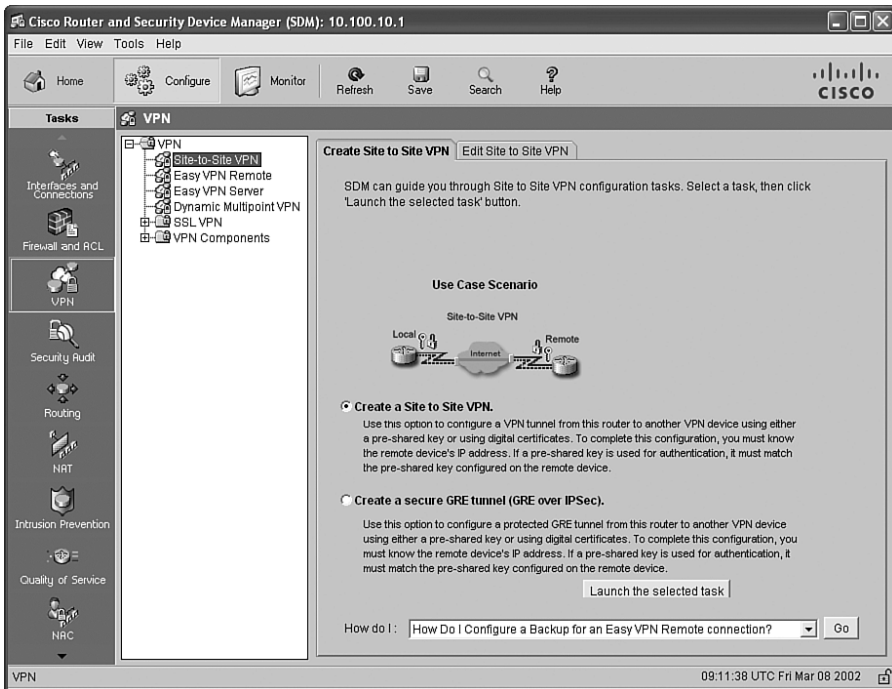 Cisco Router and Security Device Manager (SDM): 10.100.10.1
File Edit View Tools Help
Home
Configure
Monitor
Refresh
Save
Search
Help
CISCO
Tasks
VPN
Interfaces and
Connections
Firewall and ACL
VPN
Security Audit
Routing
NAT
Intrusion Prevention
Quality of Service
NAC
VPN
Site-to-Site VPN
Easy VPN Remote
Easy VPN Server
Dynamic Multipoint VPN
SSL VPN
VPN Components
Create Site to Site VPN
Edit Site to Site VPN
SDM can guide you through Site to Site VPN configuration tasks. Select a task, then click
'Launch the selected task' button.
Use Case Scenario
Site-to-Site VPN
Local
Internet
Remote
Create a Site to Site VPN.
Use this option to configure a VPN tunnel from this router to another VPN device using either
a pre-shared key or using digital certificates. To complete this configuration, you must know
the remote device's IP address. If a pre-shared key is used for authentication, it must match
the pre-shared key configured on the remote device.
Create a secure GRE tunnel (GRE over IPSec).
Use this option to configure a protected GRE tunnel from this router to another VPN device
using either a pre-shared key or using digital certificates. To complete this configuration, you
must know the remote device's IP address. If a pre-shared key is used for authentication, it
must match the pre-shared key configured on the remote device.
Launch the selected task
How do I :
How Do I Configure a Backup for an Easy VPN Remote connection?
Go
VPN
09:11:38 UTC Fri Mar 08 2002